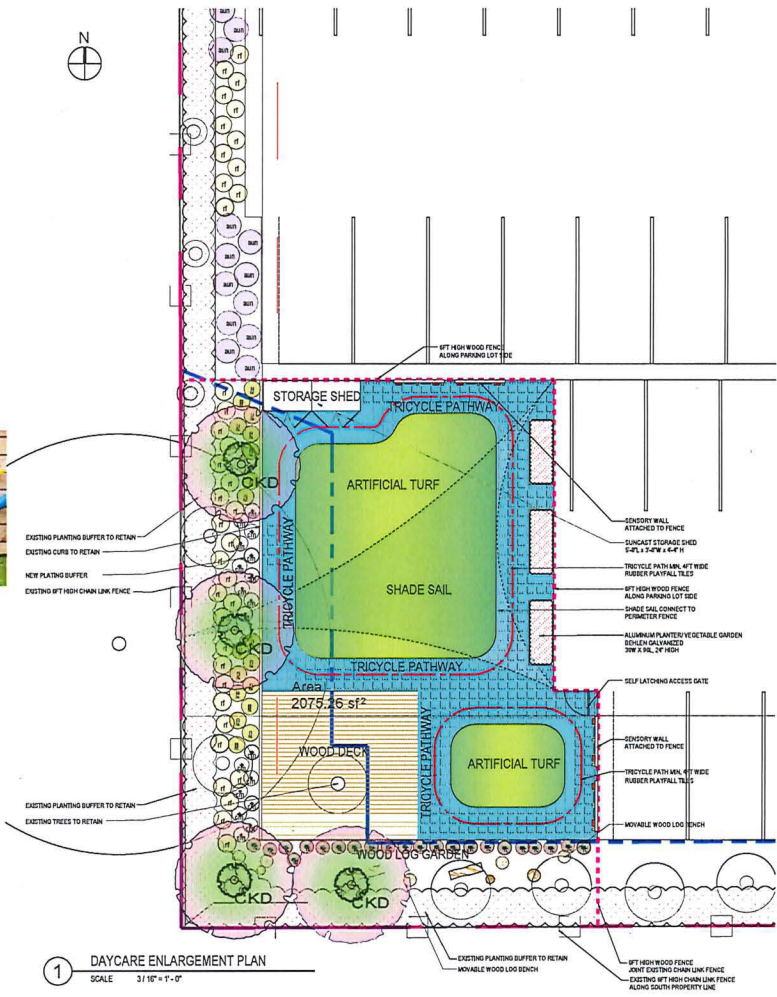 N
6FT HIGH WOOD FENCE
ALONG PARKING LOT SIDE
STORAGE SHED
TRICYCLE PATHWAY
CKD
ARTIFICIAL TURF
SENSORY WALL
ATTACHED TO FENCE
EXISTING PLANTING BUFFER TO RETAIN
EXISTING CURB TO RETAIN
SUNCAST STORAGE SHED
NEW PLATING BUFFER
TRICYCLE PATH MIN, 4FT WIDE
RUBBER PLAYFALL TILES
EXISTING 6FT HIGH CHAIN LINK FENCE
TRICYCLE PATHWAY
SHADE SAIL
6FT HIGH WOOD FENCE
ALONG PARKING LOT SIDE
SHADE SAIL CONNECT TO
PERIMETER FENCE
ALUMINUM PLANTER/ VEGETABLE GARDEN
BEHLEN GALVANIZED
CKD
TRICYCLE PATHWAY
SELF LATCHING ACCESS GATE
Area
2075.26 sf²
TRICYCLE PATHWAY
WOOD DECK
SENSORY WALL
ATTACHED TO FENCE
ARTIFICIAL TURF
TRICYCLE PATH MIN, 4FT WIDE
RUBBER PLAYFALL TILES
EXISTING PLANTING BUFFER TO RETAIN
EXISTING TREES TO RETAIN
MOVABLE WOOD LOG BENCH
WOOD LOG GARDEN
CKD
CKD
EXISTING PLANTING BUFFER TO RETAIN
MOVABLE WOOD LOG BENCH
6FT HIGH WOOD FENCE
JOINT EXISTING CHAIN LINK FENCE
EXISTING 6FT HIGH CHAIN LINK FENCE
ALONG SOUTH PROPERTY LINE
1 DAYCARE ENLARGEMENT PLAN
SCALE 3 / 16" = 1' - 0"